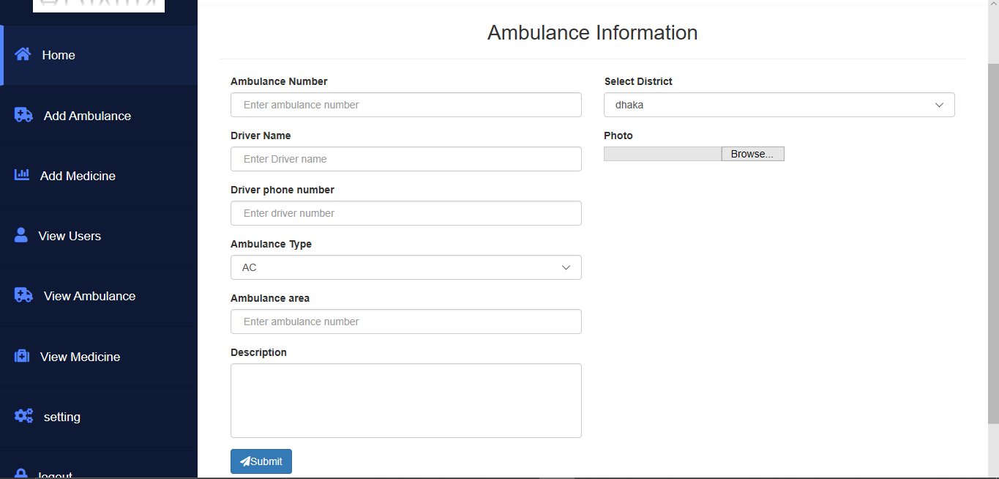 Home
Add Ambulance
Add Medicine
View Users
View Ambulance
View Medicine
setting
logout
Ambulance Information
Ambulance Number
Enter ambulance number
Driver Name
Enter Driver name
Driver phone number
Enter driver number
Ambulance Type
AC
Ambulance area
Enter ambulance number
Description
Submit
Select District
dhaka
Photo
Browse...